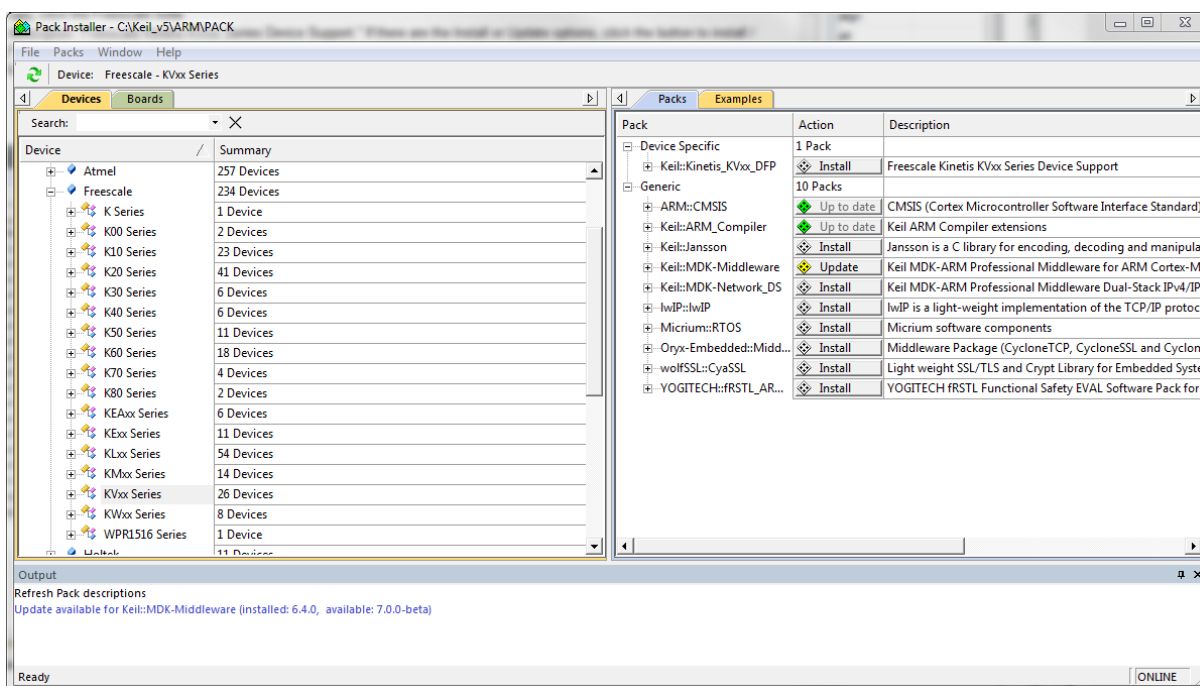 Pack Installer - C:\Keil_v5\ARM\PACK
File Packs Window Help
Device: Freescale - KVxx Series
Devices Boards
Search:
Device / Summary
Atmel 257 Devices
Freescale 234 Devices
K Series 1 Device
K00 Series 2 Devices
K10 Series 23 Devices
K20 Series 41 Devices
K30 Series 6 Devices
K40 Series 6 Devices
K50 Series 11 Devices
K60 Series 18 Devices
K70 Series 4 Devices
K80 Series 2 Devices
KEAxx Series 6 Devices
KExx Series 11 Devices
KLxx Series 54 Devices
KMxx Series 14 Devices
KVxx Series 26 Devices
KWxx Series 8 Devices
WPR1516 Series 1 Device
Holtek 11 Devices
Packs Examples
Pack Action Description
Device Specific 1 Pack
Keil::Kinetis_KVxx_DFP Install Freescale Kinetis KVxx Series Device Support
Generic 10 Packs
ARM::CMSIS Up to date CMSIS (Cortex Microcontroller Software Interface Standard)
Keil::ARM_Compiler Up to date Keil ARM Compiler extensions
Keil::Jansson Install Jansson is a C library for encoding, decoding and manipula
Keil::MDK-Middleware Update Keil MDK-ARM Professional Middleware for ARM Cortex-M
Keil::MDK-Network_DS Install Keil MDK-ARM Professional Middleware Dual-Stack IPv4/IP
lwIP::lwIP Install lwIP is a light-weight implementation of the TCP/IP protoc
Micrium::RTOS Install Micrium software components
Oryx-Embedded::Midd... Install Middleware Package (CycloneTCP, CycloneSSL and Cyclon
wolfSSL::CyaSSL Install Light weight SSL/TLS and Crypt Library for Embedded Syste
YOGITECH::fRSTL_AR... Install YOGITECH fRSTL Functional Safety EVAL Software Pack for
Output
Refresh Pack descriptions
Update available for Keil::MDK-Middleware (installed: 6.4.0, available: 7.0.0-beta)
Ready ONLINE